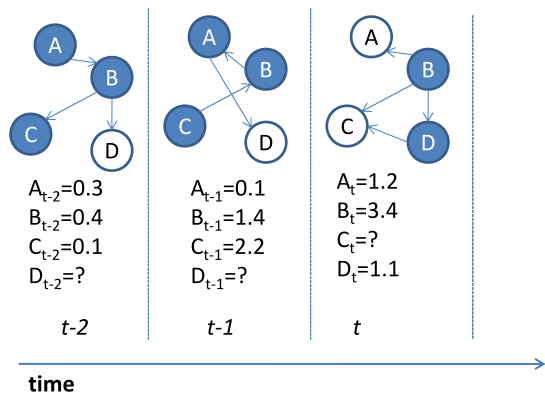 A
B
C
D
A
B
C
D
A
B
C
D
Aₜ₋₂=0.3
Bₜ₋₂=0.4
Cₜ₋₂=0.1
Dₜ₋₂=?
Aₜ₋₁=0.1
Bₜ₋₁=1.4
Cₜ₋₁=2.2
Dₜ₋₁=?
Aₜ=1.2
Bₜ=3.4
Cₜ=?
Dₜ=1.1
t-2
t-1
t
time